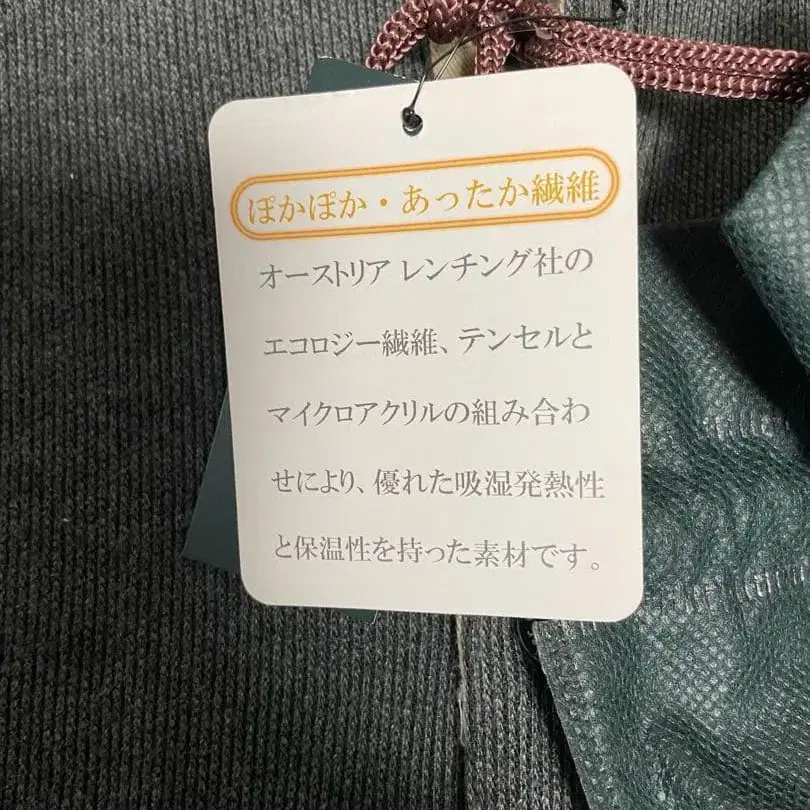 ぽかぽか・あったか繊維
オーストリア レンチング社の
エコロジー繊維、テンセルと
マイクロアクリルの組み合わ
せにより、優れた吸湿発熱性
と保温性を持った素材です。